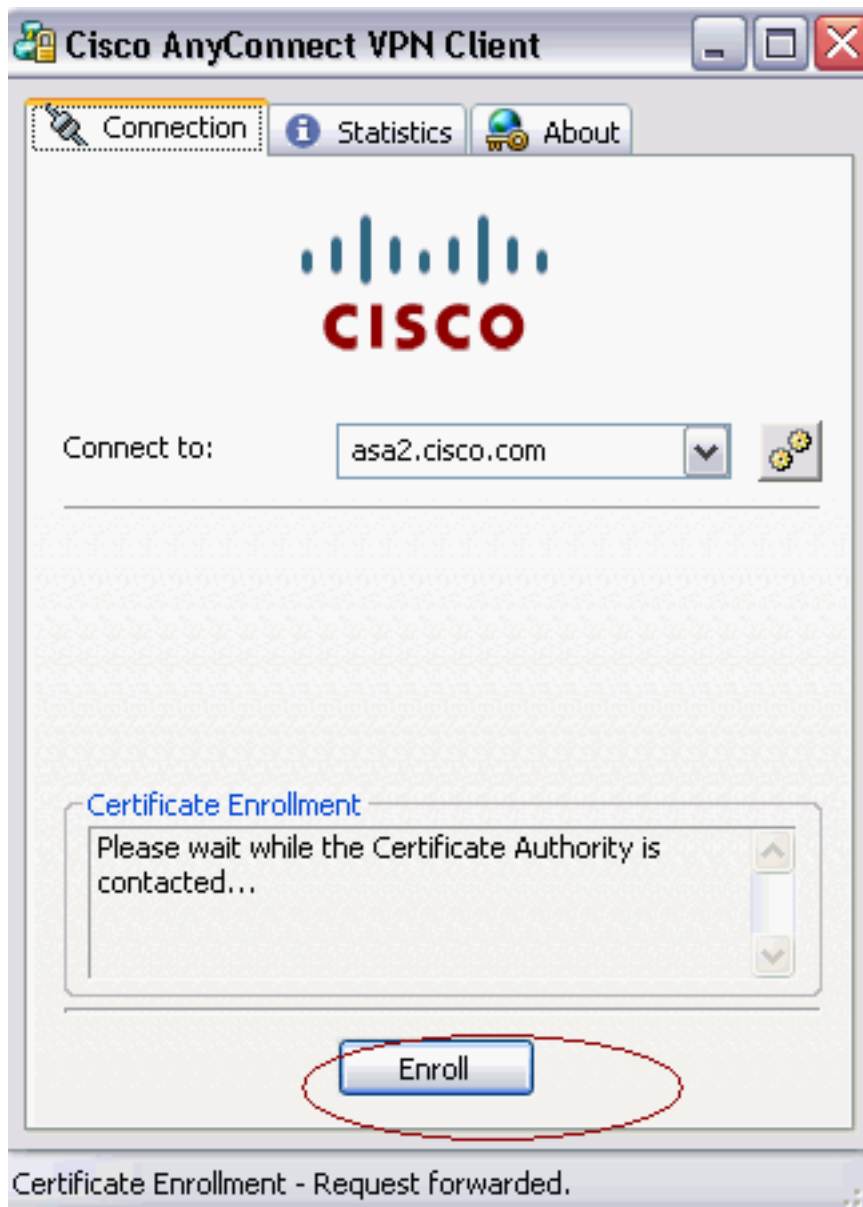 Cisco AnyConnect VPN Client
Connection
Statistics
About
CISCO
Connect to:
asa2.cisco.com
Certificate Enrollment
Please wait while the Certificate Authority is
contacted...
Enroll
Certificate Enrollment - Request forwarded.